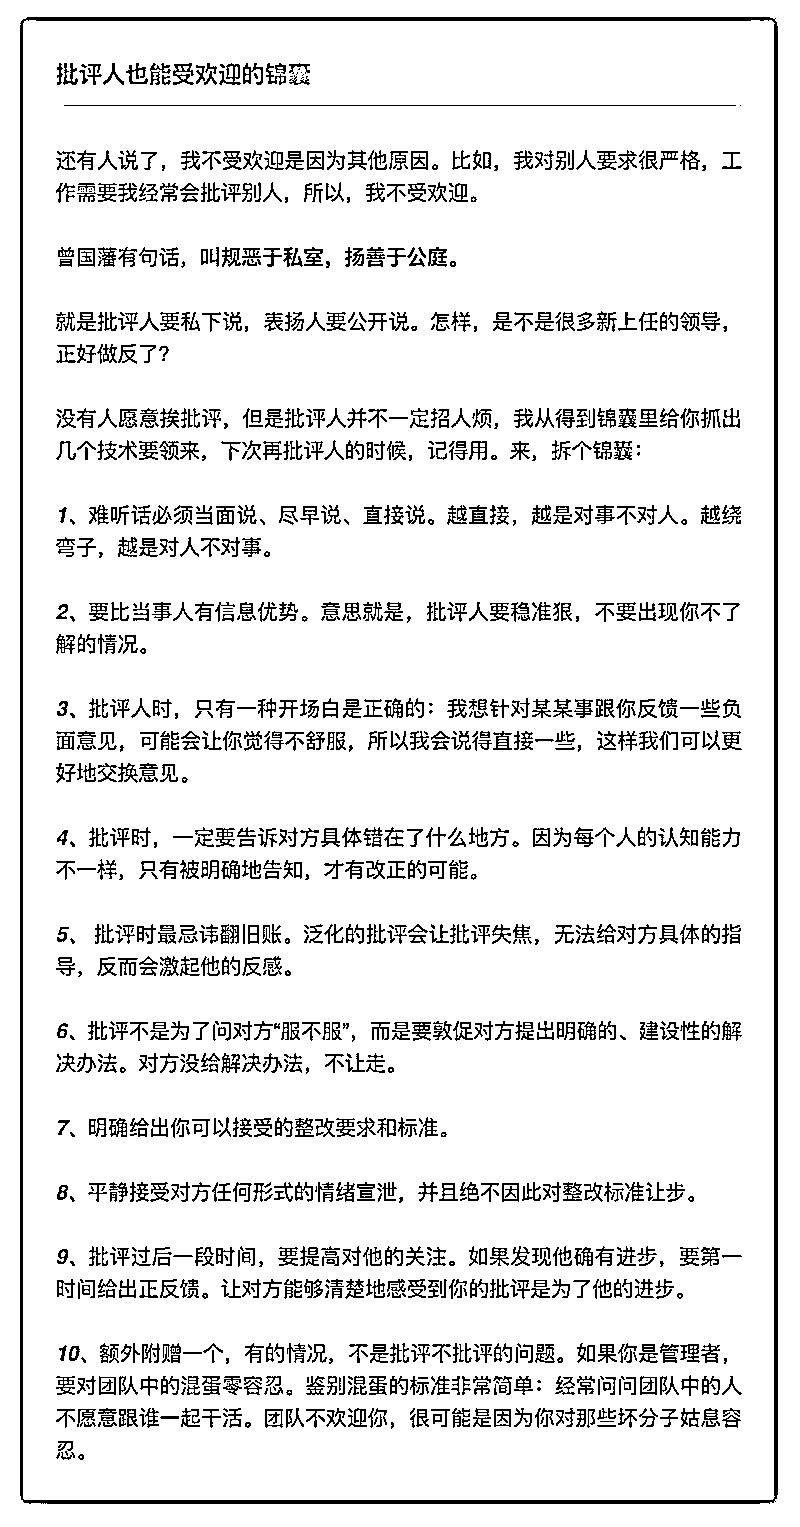 批评人也能受欢迎的锦囊
还有人说了，我不受欢迎是因为其他原因。比如，我对别人要求很严格，工
作需要我经常会批评别人，所以，我不受欢迎。
曾国藩有句话，叫规恶于私室，扬善于公庭。
就是批评人要私下说，表扬人要公开说。怎样，是不是很多新上任的领导，
正好做反了？
没有人愿意挨批评，但是批评人并不一定招人烦，我从得到锦囊里给你抓出
几个技术要领来，下次再批评人的时候，记得用。来，拆个锦囊：
1、难听话必须当面说、尽早说、直接说。越直接，越是对事不对人。越绕
弯子，越是对人不对事。
2、要比当事人有信息优势。意思就是，批评人要稳准狠，不要出现你不了
解的情况。
3、批评人时，只有一种开场白是正确的：我想针对某某事跟你反馈一些负
面意见，可能会让你觉得不舒服，所以我会说得直接一些，这样我们可以更
好地交换意见。
4、批评时，一定要告诉对方具体错在了什么地方。因为每个人的认知能力
不一样，只有被明确地告知，才有改正的可能。
5、 批评时最忌讳翻旧账。泛化的批评会让批评失焦，无法给对方具体的指
导，反而会激起他的反感。
6、批评不是为了问对方“服不服”，而是要敦促对方提出明确的、建设性的解
决办法。对方没给解决办法，不让走。
7、明确给出你可以接受的整改要求和标准。
8、平静接受对方任何形式的情绪宣泄，并且绝不因此对整改标准让步。
9、批评过后一段时间，要提高对他的关注。如果发现他确有进步，要第一
时间给出正反馈。让对方能够清楚地感受到你的批评是为了他的进步。
10、额外附赠一个，有的情况，不是批评不批评的问题。如果你是管理者，
要对团队中的混蛋零容忍。鉴别混蛋的标准非常简单：经常问问团队中的人
不愿意跟谁一起干活。团队不欢迎你，很可能是因为你对那些坏分子姑息容
忍。